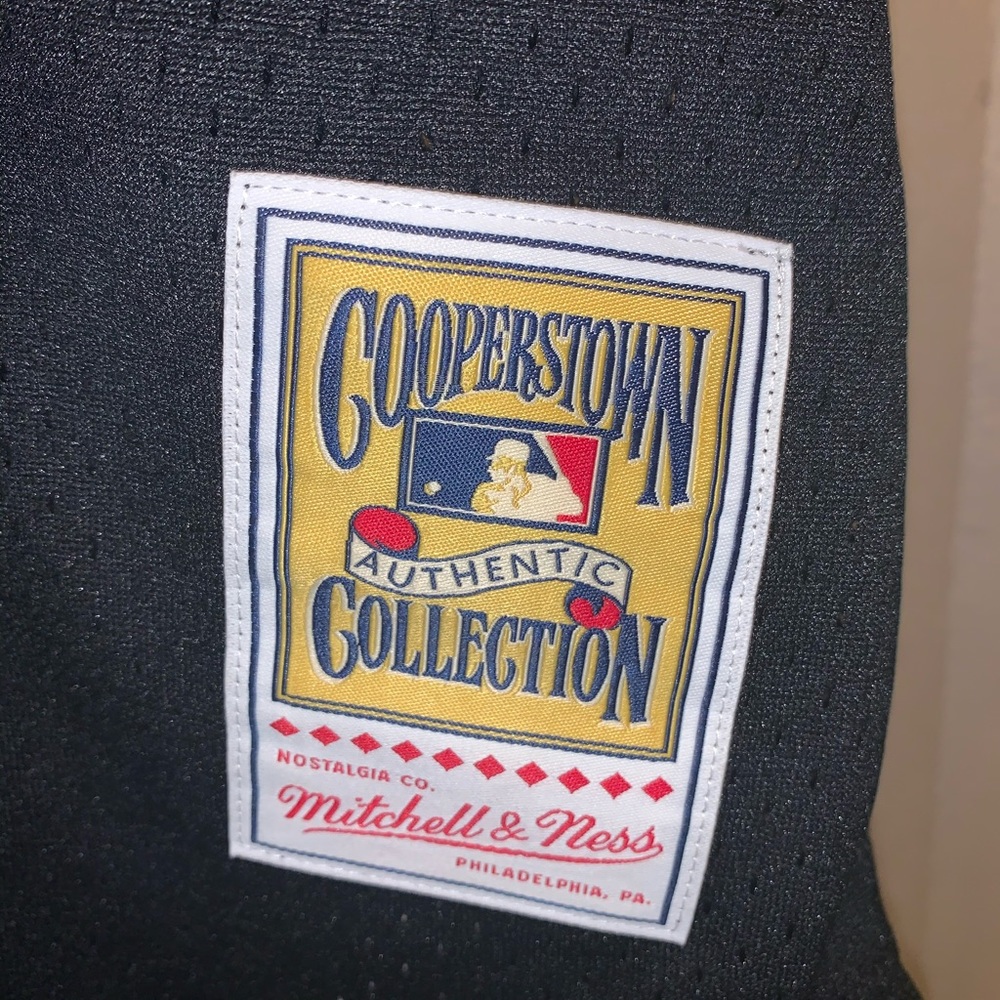 COOPERSTOWN
AUTHENTIC
COLLECTION
NOSTALGIA CO.
Mitchell & Ness
PHILADELPHIA, PA.